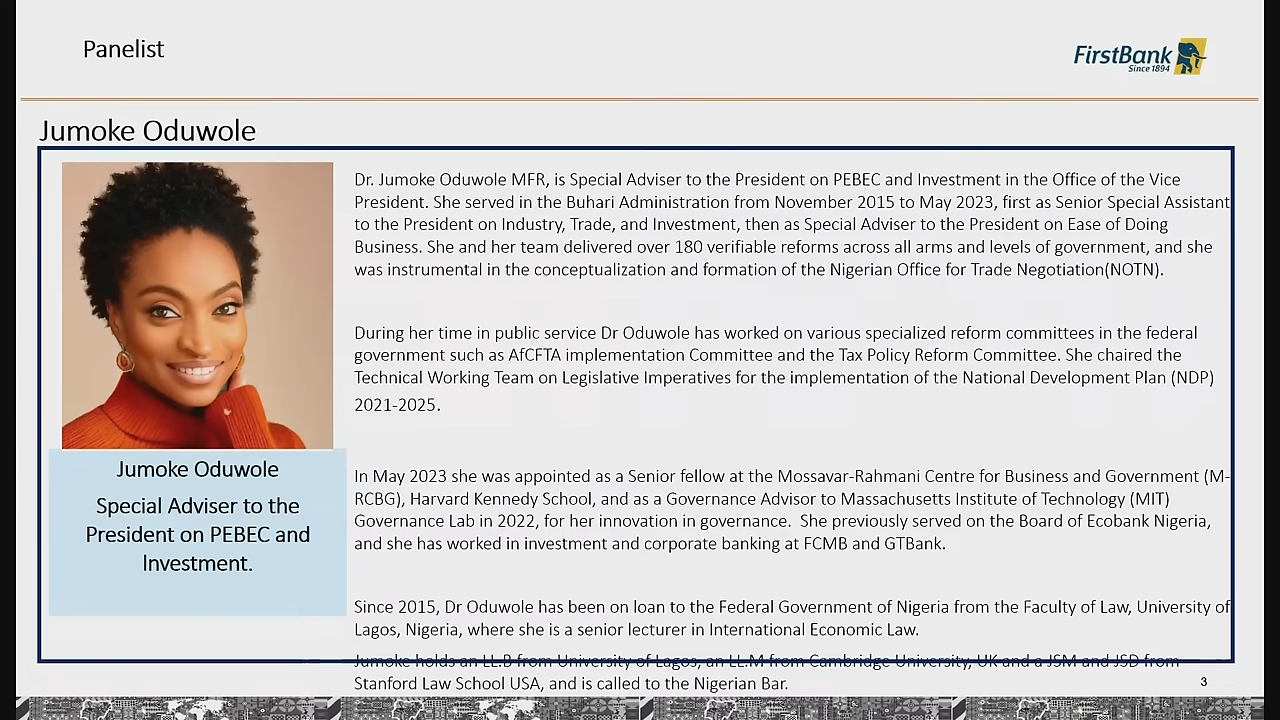 Panelist
FirstBank
Since 1894
Jumoke Oduwole
Dr. Jumoke Oduwole MFR, is Special Adviser to the President on PEBEC and Investment in the Office of the Vice
President. She served in the Buhari Administration from November 2015 to May 2023, first as Senior Special Assistant
to the President on Industry, Trade, and Investment, then as Special Adviser to the President on Ease of Doing
Business. She and her team delivered over 180 verifiable reforms across all arms and levels of government, and she
was instrumental in the conceptualization and formation of the Nigerian Office for Trade Negotiation(NOTN).
During her time in public service Dr Oduwole has worked on various specialized reform committees in the federal
government such as AfCFTA implementation Committee and the Tax Policy Reform Committee. She chaired the
Technical Working Team on Legislative Imperatives for the implementation of the National Development Plan (NDP)
2021-2025.
In May 2023 she was appointed as a Senior fellow at the Mossavar-Rahmani Centre for Business and Government (M-
RCBG), Harvard Kennedy School, and as a Governance Advisor to Massachusetts Institute of Technology (MIT)
Governance Lab in 2022, for her innovation in governance.  She previously served on the Board of Ecobank Nigeria,
and she has worked in investment and corporate banking at FCMB and GTBank.
Since 2015, Dr Oduwole has been on loan to the Federal Government of Nigeria from the Faculty of Law, University of
Lagos, Nigeria, where she is a senior lecturer in International Economic Law.
Jumoke holds an LL.B from University of Lagos, an LL.M from Cambridge University, UK and a JSM and JSD from
Stanford Law School USA, and is called to the Nigerian Bar.
Jumoke Oduwole
Special Adviser to the
President on PEBEC and
Investment.
3